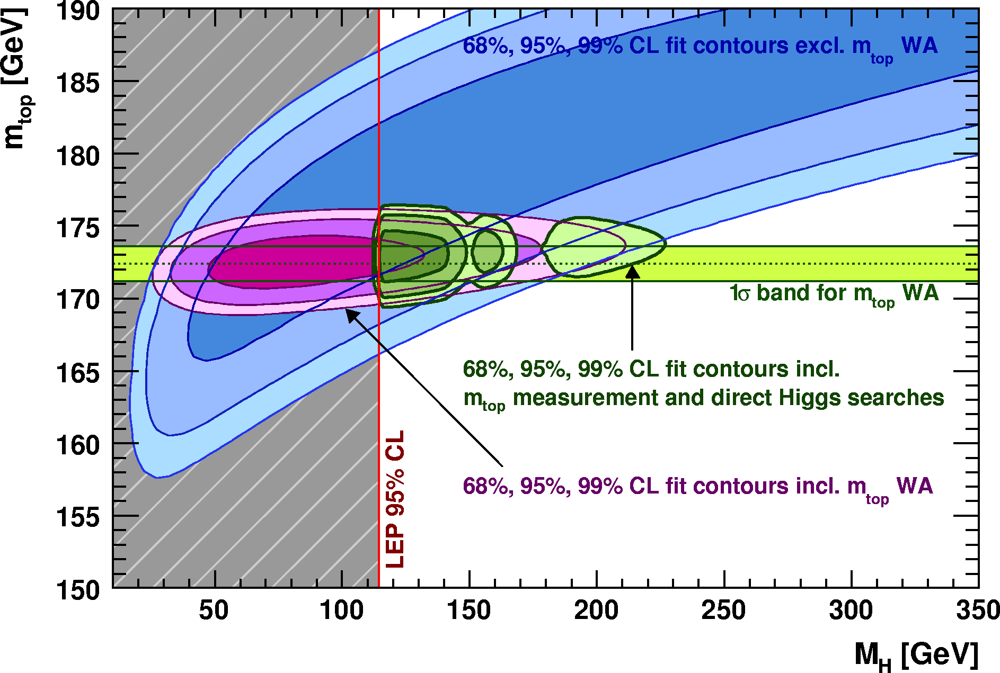 m_top [GeV]
190
185
180
175
170
165
160
155
150
68%, 95%, 99% CL fit contours excl. m_top WA
1σ band for m_top WA
68%, 95%, 99% CL fit contours incl.
m_top measurement and direct Higgs searches
68%, 95%, 99% CL fit contours incl. m_top WA
LEP 95% CL
50 100 150 200 250 300 350
M_H [GeV]